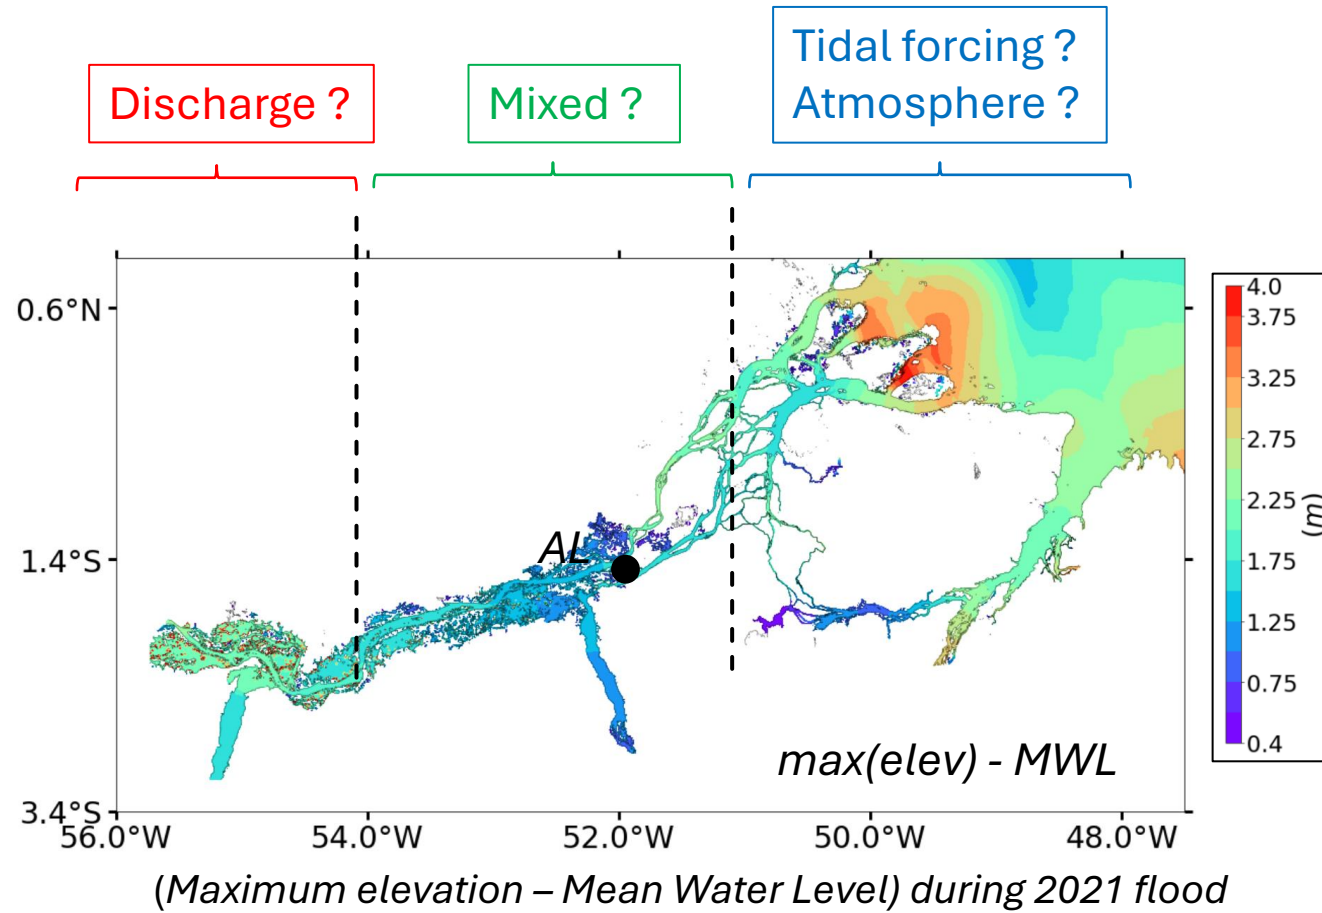 Discharge ?
Mixed ?
Tidal forcing ?
Atmosphere ?
0.6°N
1.4°S
3.4°S
56.0°W
54.0°W
52.0°W
50.0°W
48.0°W
AL
max(elev) - MWL
4.0
3.75
3.25
2.75
2.25
1.75
1.25
0.75
0.4
(m)
(Maximum elevation – Mean Water Level) during 2021 flood